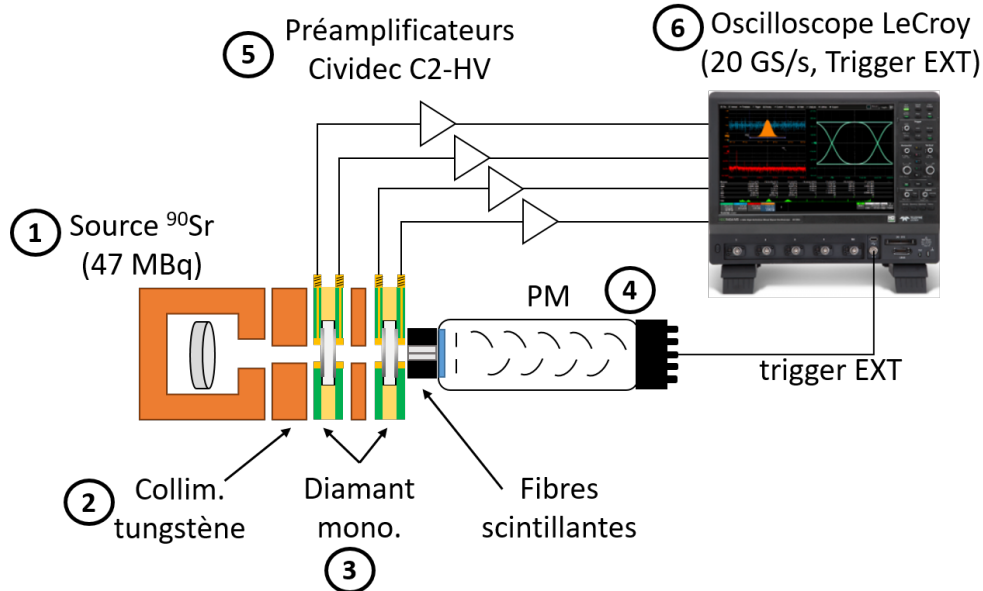 5
Préamplificateurs
Cividec C2-HV
6
Oscilloscope LeCroy
(20 GS/s, Trigger EXT)
1
Source ⁹⁰Sr
(47 MBq)
PM
4
trigger EXT
2
Collim.
tungstène
Diamant
mono.
3
Fibres
scintillantes